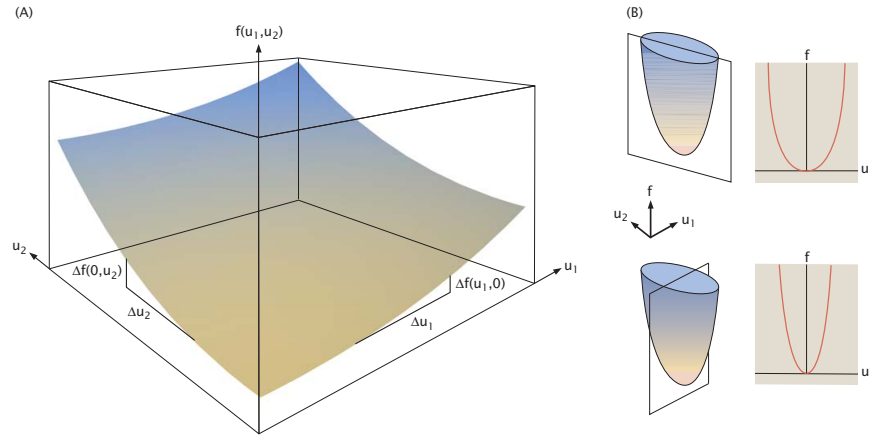 (A)
f(u₁,u₂)
u₂
Δf(0,u₂)
Δu₂
Δu₁
Δf(u₁,0)
u₁
(B)
f
u
f
u₂
u₁
f
u